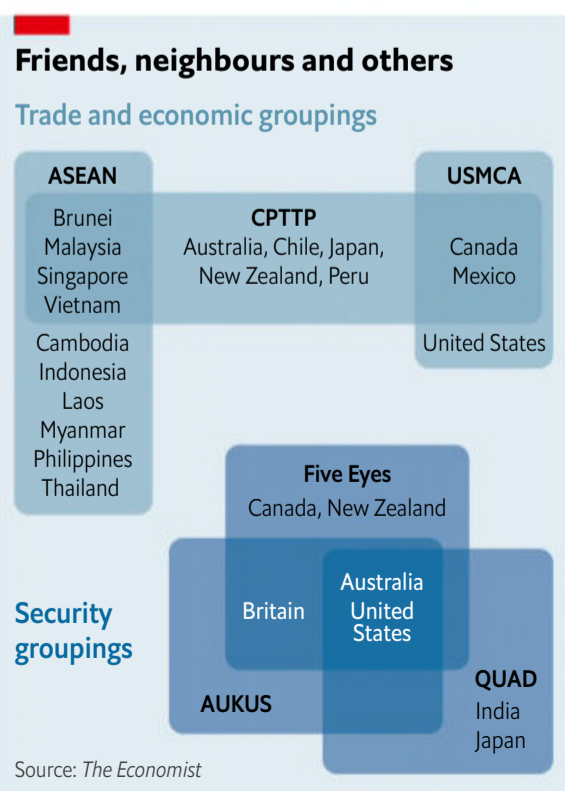 Friends, neighbours and others
Trade and economic groupings
ASEAN
Brunei
Malaysia
Singapore
Vietnam
Cambodia
Indonesia
Laos
Myanmar
Philippines
Thailand
CPTTP
Australia, Chile, Japan,
New Zealand, Peru
USMCA
Canada
Mexico
United States
Five Eyes
Canada, New Zealand
Britain
Australia
United
States
AUKUS
QUAD
India
Japan
Security
groupings
Source: The Economist